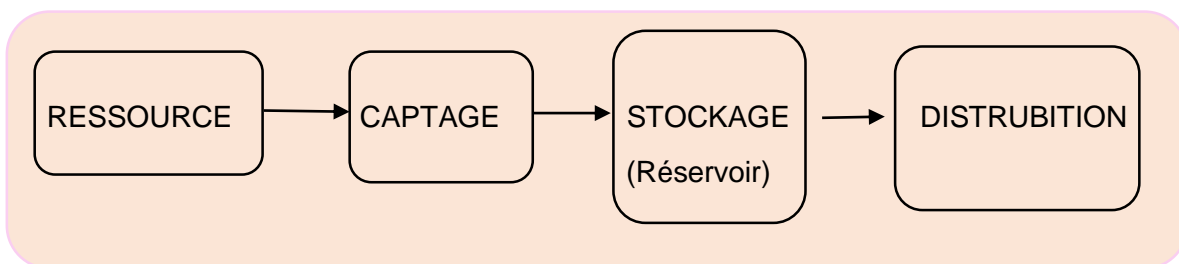 RESSOURCE
CAPTAGE
STOCKAGE
(Réservoir)
DISTRUBITION